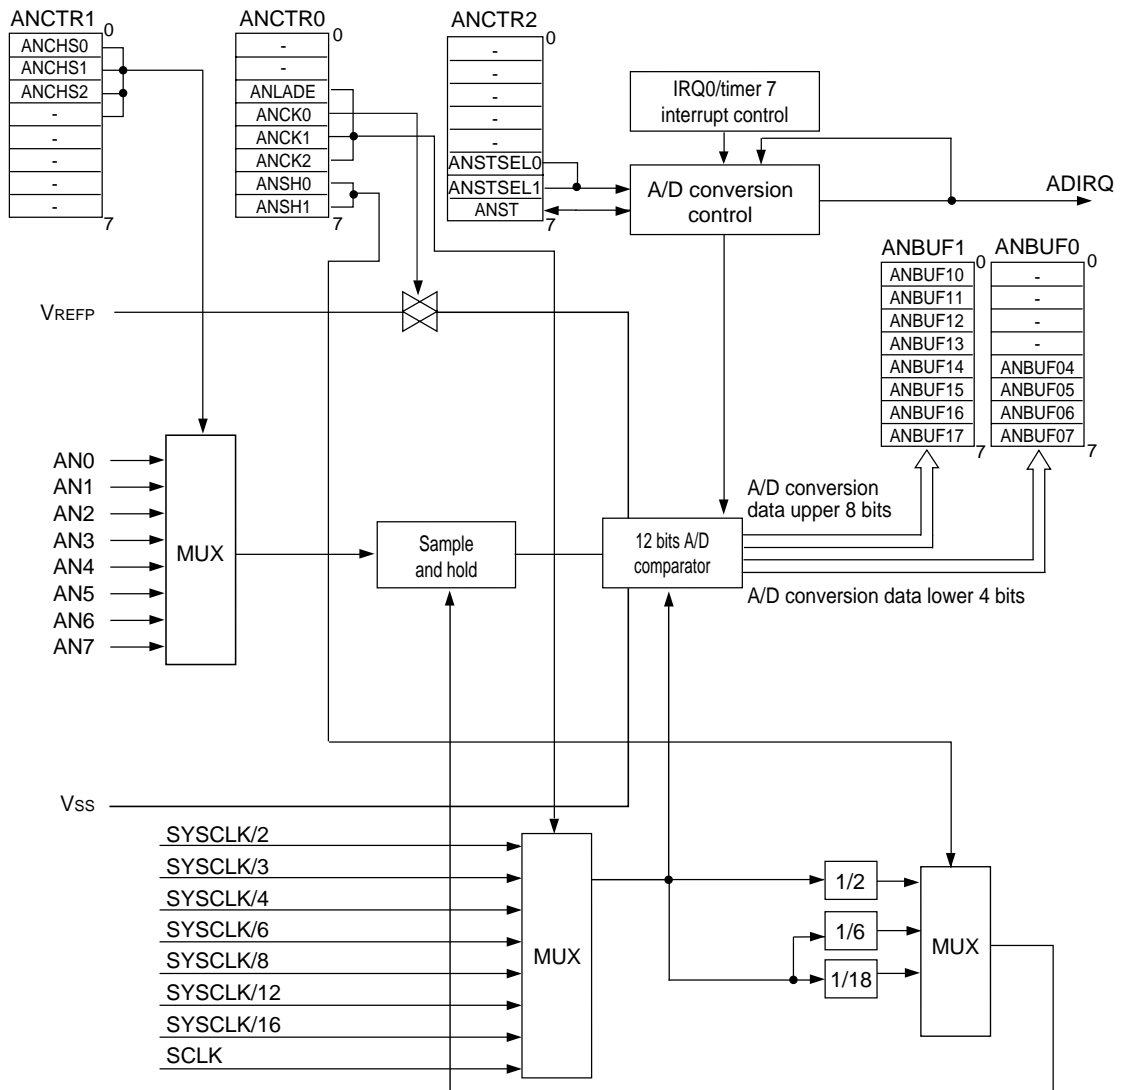 ANCTR1
0
ANCHS0
ANCHS1
ANCHS2
-
-
-
-
-
7
ANCTR0
0
-
-
ANLADE
ANCK0
ANCK1
ANCK2
ANSH0
ANSH1
7
ANCTR2
0
-
-
-
-
-
ANSTSEL0
ANSTSEL1
ANST
7
IRQ0/timer 7
interrupt control
A/D conversion
control
ADIRQ
ANBUF1
0
ANBUF10
ANBUF11
ANBUF12
ANBUF13
ANBUF14
ANBUF15
ANBUF16
ANBUF17
7
ANBUF0
0
-
-
-
-
ANBUF04
ANBUF05
ANBUF06
ANBUF07
7
VREFP
AN0
AN1
AN2
AN3
AN4
AN5
AN6
AN7
MUX
Sample
and hold
12 bits A/D
comparator
A/D conversion
data upper 8 bits
A/D conversion data lower 4 bits
VSS
SYSCLK/2
SYSCLK/3
SYSCLK/4
SYSCLK/6
SYSCLK/8
SYSCLK/12
SYSCLK/16
SCLK
MUX
1/2
1/6
1/18
MUX